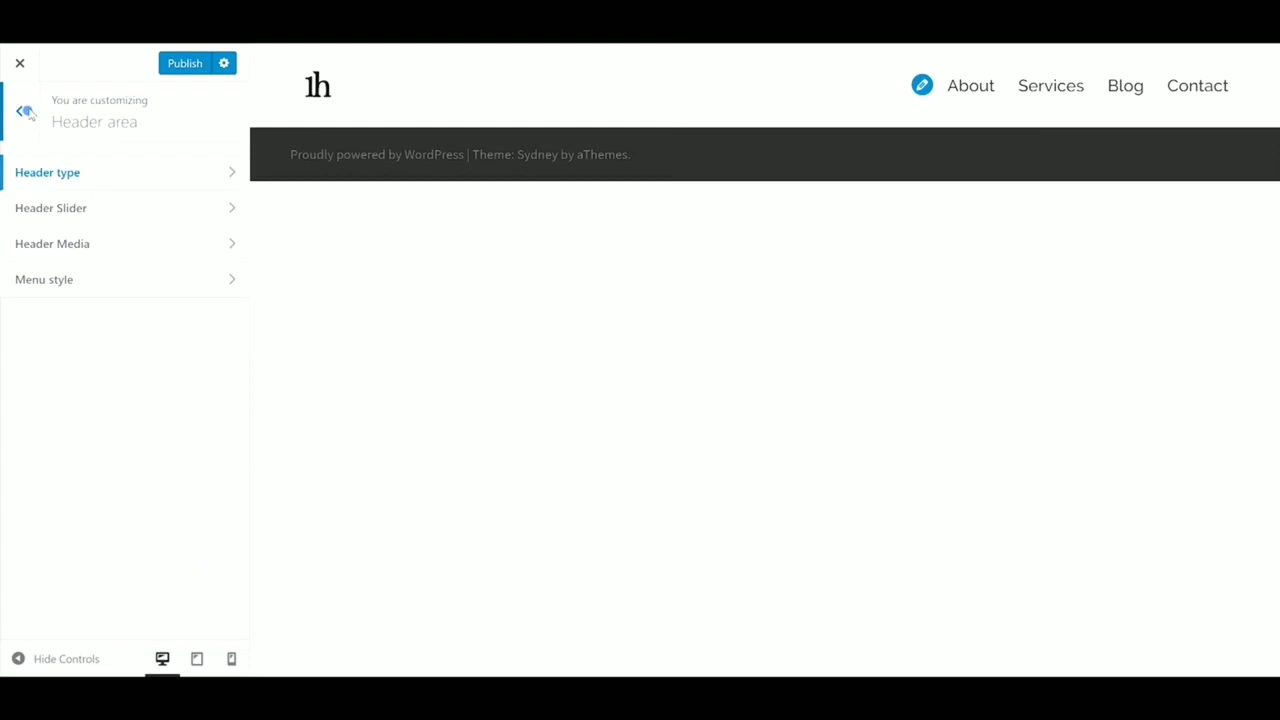 Publish
You are customizing
Header area
Header type
Header Slider
Header Media
Menu style
Hide Controls
1h
About Services Blog Contact
Proudly powered by WordPress | Theme: Sydney by aThemes.